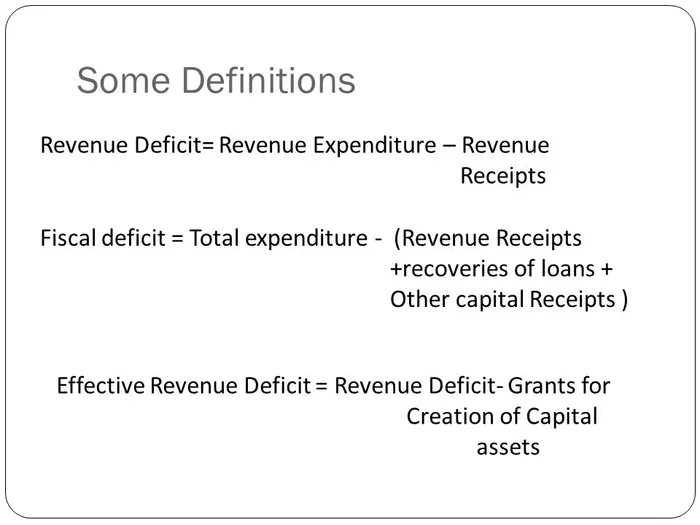 Some Definitions
Revenue Deficit= Revenue Expenditure – Revenue
Receipts
Fiscal deficit = Total expenditure - (Revenue Receipts
+recoveries of loans +
Other capital Receipts )
Effective Revenue Deficit = Revenue Deficit- Grants for
Creation of Capital
assets